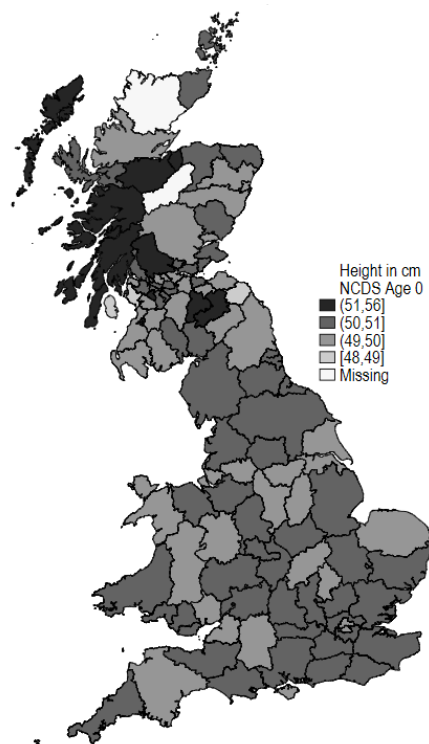 Height in cm
NCDS Age 0
(51,56]
(50,51]
(49,50]
[48,49]
Missing